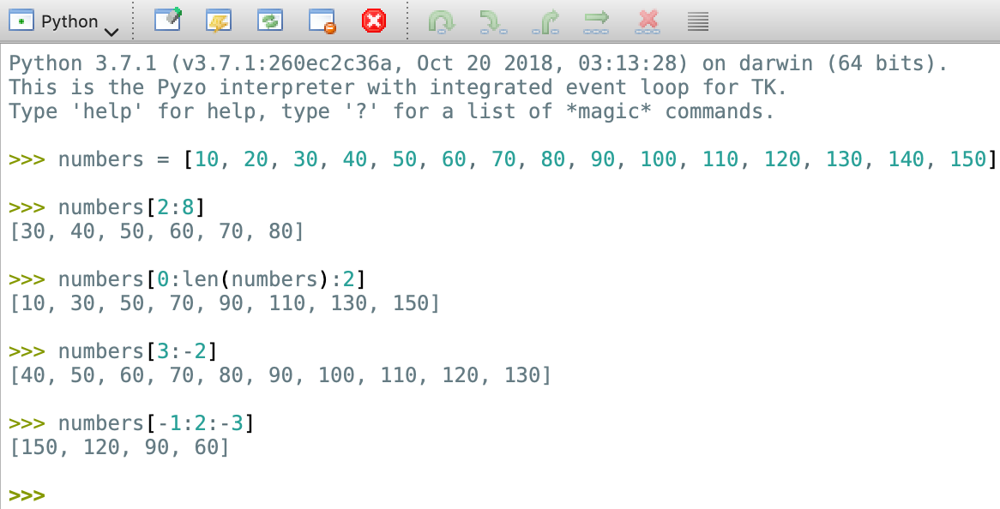 Python
Python 3.7.1 (v3.7.1:260ec2c36a, Oct 20 2018, 03:13:28) on darwin (64 bits).
This is the Pyzo interpreter with integrated event loop for TK.
Type 'help' for help, type '?' for a list of *magic* commands.
>>> numbers = [10, 20, 30, 40, 50, 60, 70, 80, 90, 100, 110, 120, 130, 140, 150]
>>> numbers[2:8]
[30, 40, 50, 60, 70, 80]
>>> numbers[0:len(numbers):2]
[10, 30, 50, 70, 90, 110, 130, 150]
>>> numbers[3:-2]
[40, 50, 60, 70, 80, 90, 100, 110, 120, 130]
>>> numbers[-1:2:-3]
[150, 120, 90, 60]
>>>